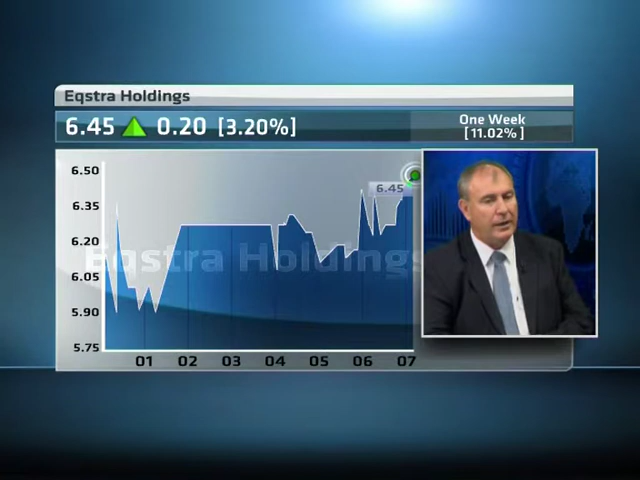 Eqstra Holdings
6.45 0.20 [3.20%]
One Week
[11.02%]
6.50
6.35
6.20
6.05
5.90
5.75
6.45
Eqstra Holdings
01 02 03 04 05 06 07